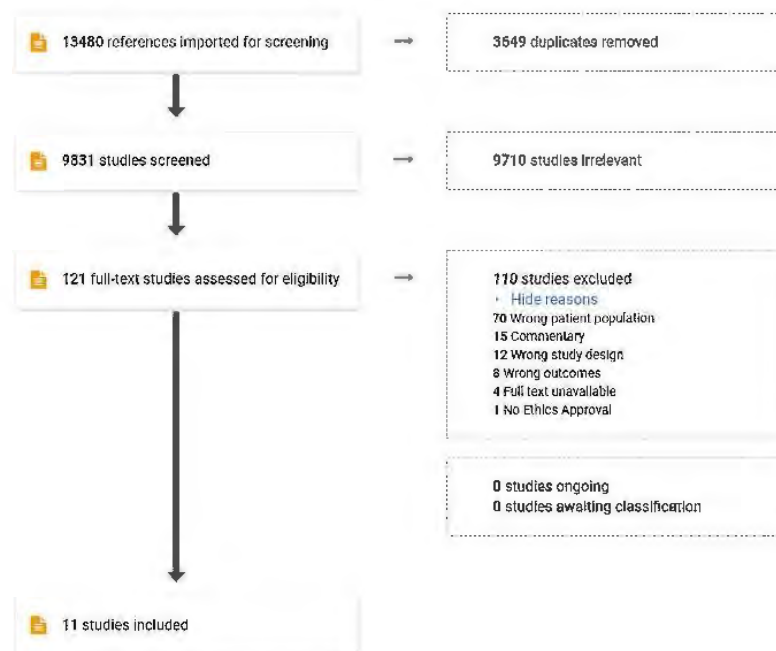 13480 references imported for screening
3649 duplicates removed
9831 studies screened
9710 studies irrelevant
121 full-text studies assessed for eligibility
110 studies excluded
Hide reasons
70 Wrong patient population
15 Commentary
12 Wrong study design
8 Wrong outcomes
4 Full text unavailable
1 No Ethics Approval
0 studies ongoing
0 studies awaiting classification
11 studies included